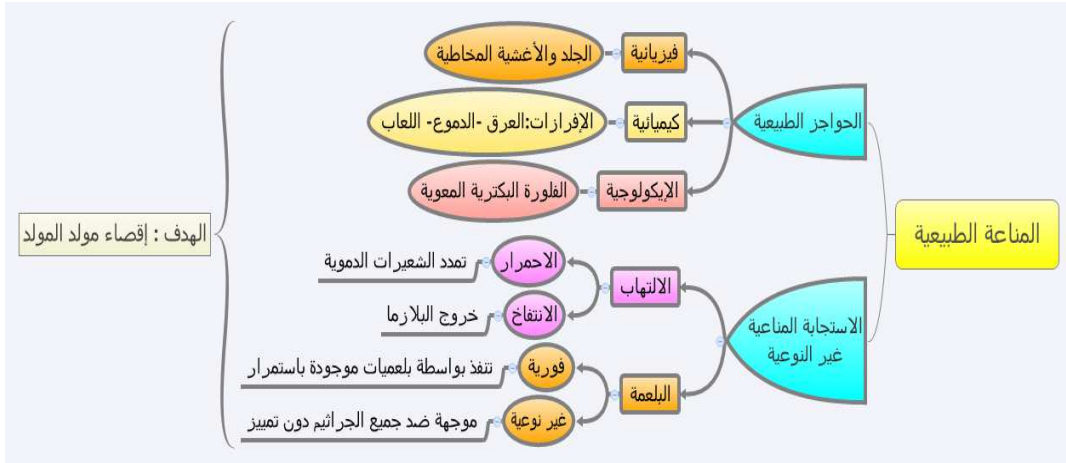 المناعة الطبيعية
الحواجز الطبيعية
فيزيائية
الجلد والأغشية المخاطية
كيميائية
الإفرازات:العرق -الدموع- اللعاب
الإيكولوجية
الفلورة البكترية المعوية
الاستجابة المناعية
غير النوعية
الالتهاب
الاحمرار
تمدد الشعيرات الدموية
الانتفاخ
خروج البلازما
البلعمة
فورية
تتفذ بواسطة بلعميات موجودة باستمرار
غير نوعية
موجهة ضد جميع الجراثيم دون تمييز
الهدف : إقصاء مولد المولد